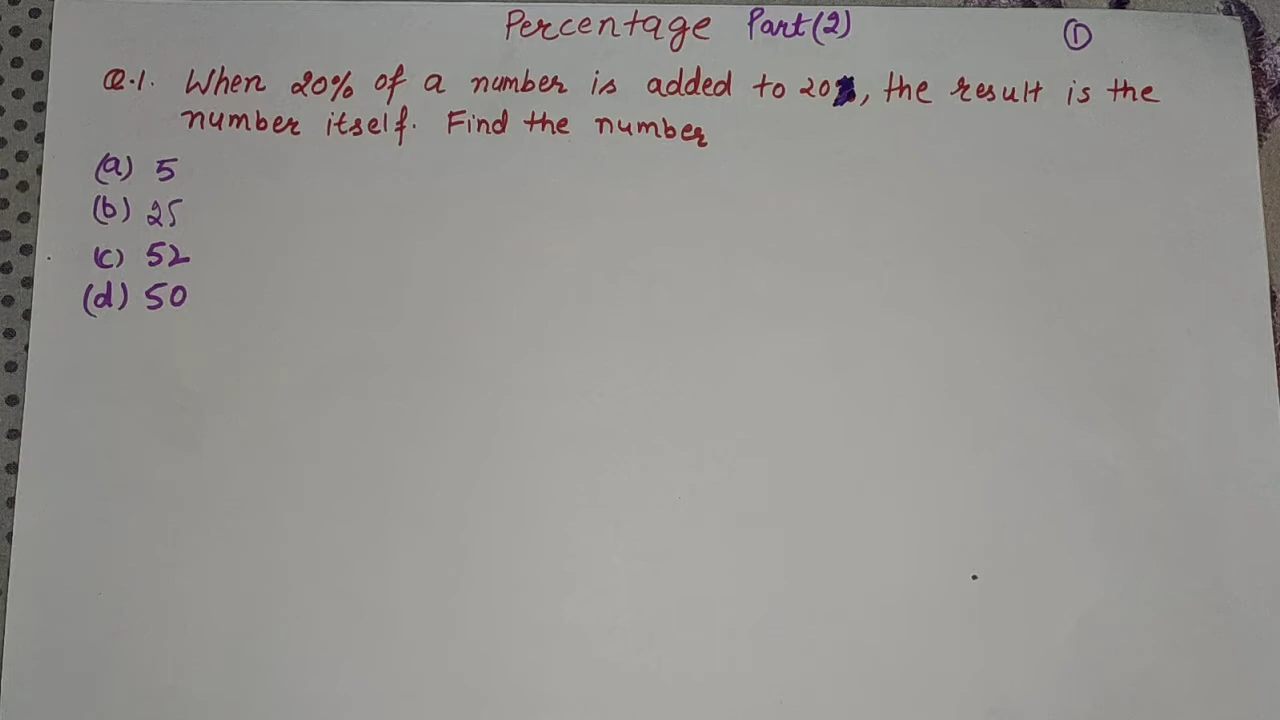 Percentage Part(2) ①
Q.1. When 20% of a number is added to 20, the result is the
number itself. Find the number
(a) 5
(b) 25
(c) 52
(d) 50